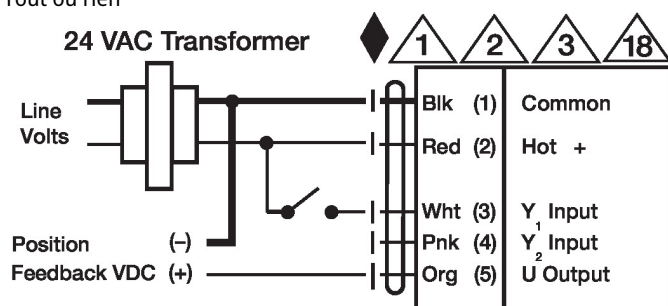 Tout ou rien
24 VAC Transformer
1 2 3 18
Line
Volts
Blk (1) Common
Red (2) Hot +
Wht (3) Y1 Input
Pnk (4) Y2 Input
Org (5) U Output
Position (–)
Feedback VDC (+)